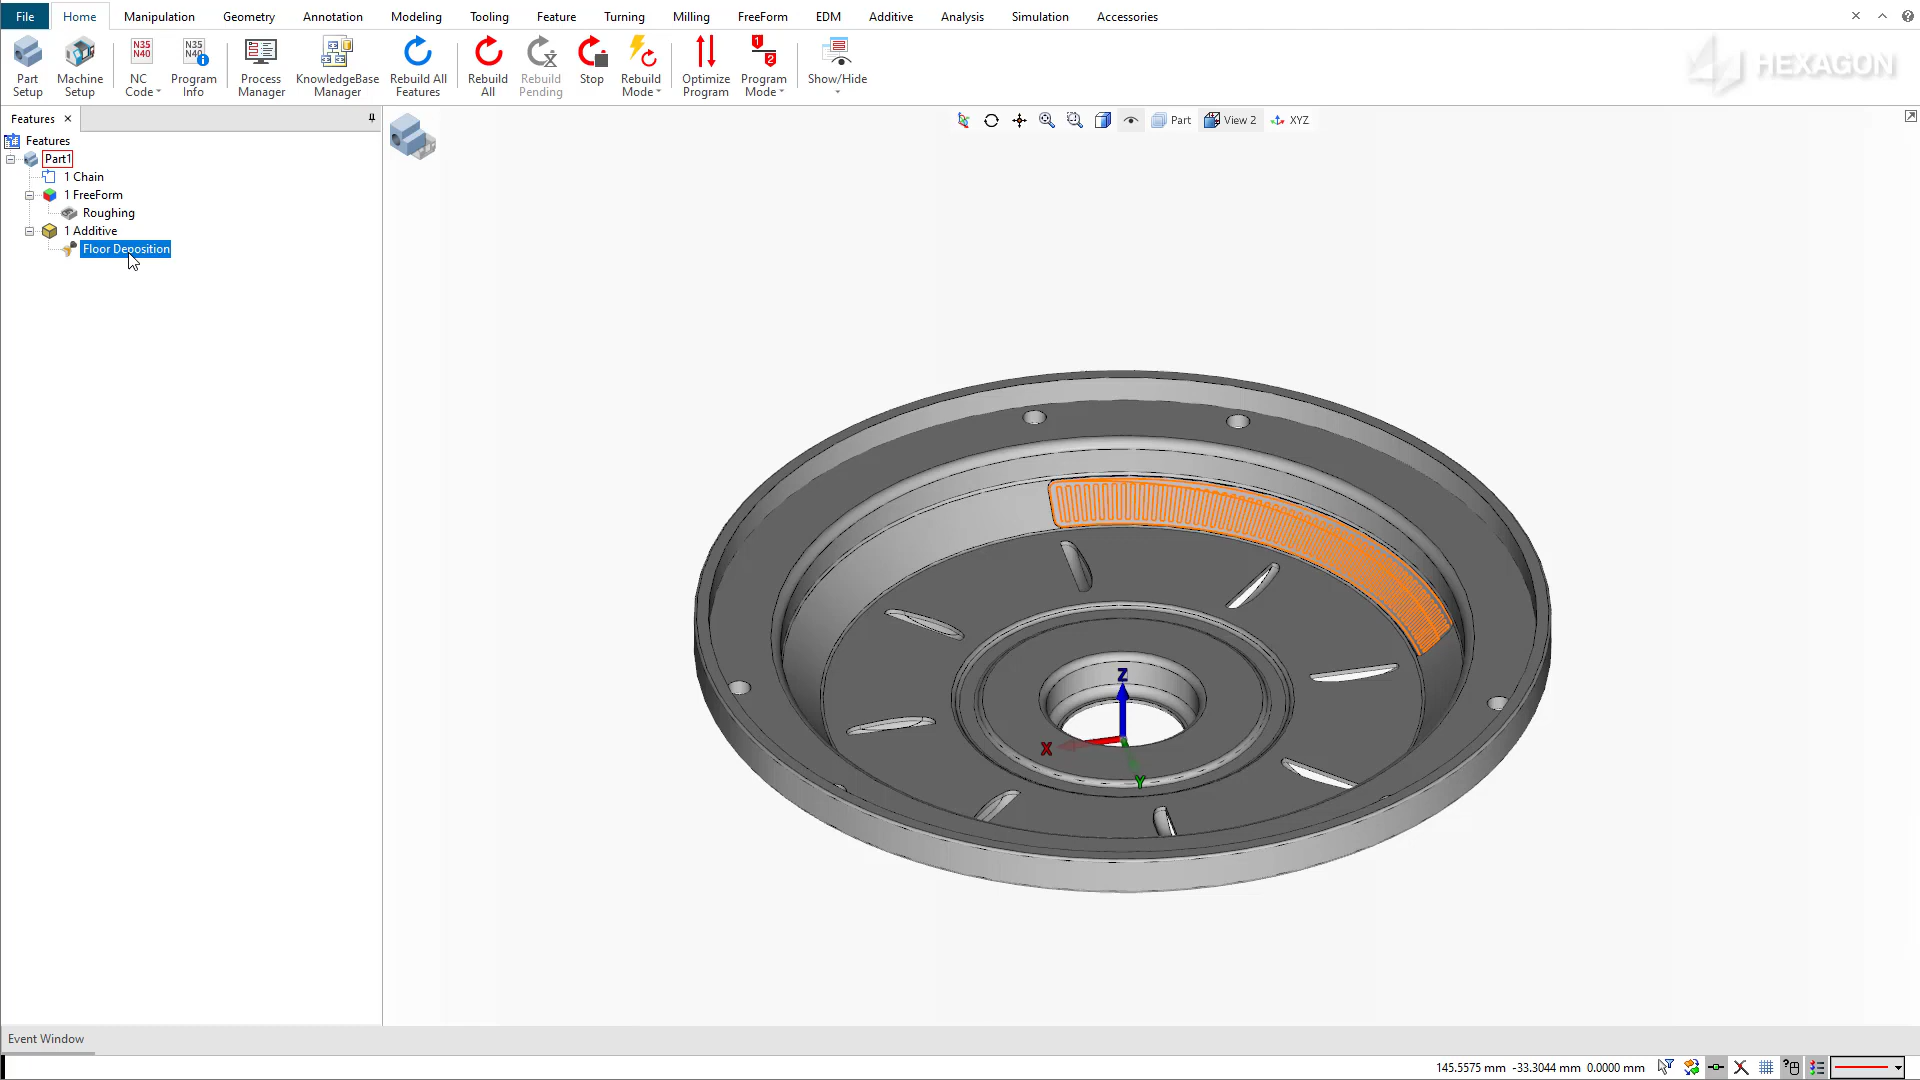 File Home Manipulation Geometry Annotation Modeling Tooling Feature Turning Milling FreeForm EDM Additive Analysis Simulation Accessories
Part Setup
Machine Setup
N35 N40 NC Code
N35 N40 Program Info
Process Manager
KnowledgeBase Manager
Rebuild All Features
Rebuild All
Rebuild Pending
Stop
Rebuild Mode
Optimize Program
1 2 Program Mode
Show/Hide
HEXAGON
Features
Part View 2 XYZ
Features
Part1
1 Chain
1 FreeForm
Roughing
1 Additive
Floor Deposition
Z
X
Y
Event Window
145.5575 mm -33.3044 mm 0.0000 mm